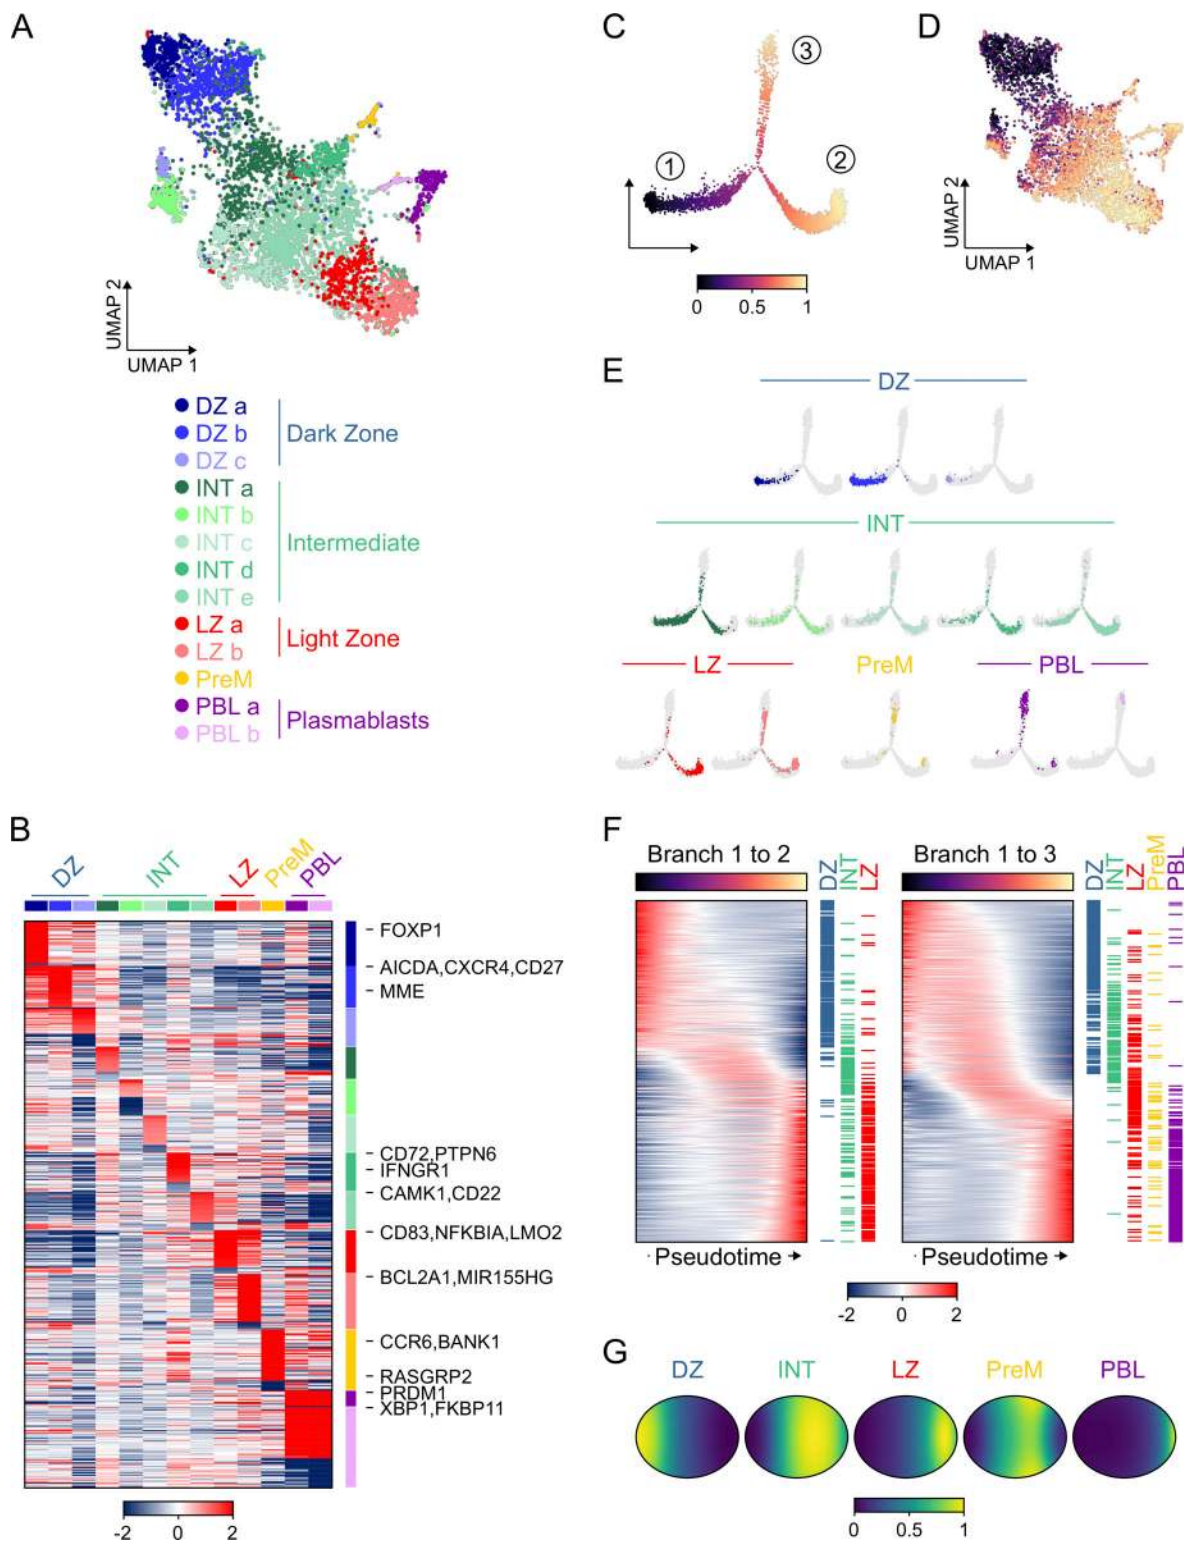 A
UMAP 2
UMAP 1
DZ a
DZ b
DZ c
Dark Zone
INT a
INT b
INT c
INT d
INT e
Intermediate
LZ a
LZ b
Light Zone
PreM
PBL a
PBL b
Plasmablasts
B
DZ
INT
LZ
PreM
PBL
FOXP1
AICDA,CXCR4,CD27
MME
CD72,PTPN6
IFNGR1
CAMK1,CD22
CD83,NFKBIA,LMO2
BCL2A1,MIR155HG
CCR6,BANK1
RASGRP2
PRDM1
XBP1,FKBP11
-2 0 2
C
1
2
3
0 0.5 1
D
UMAP 2
UMAP 1
E
DZ
INT
LZ
PreM
PBL
F
Branch 1 to 2
DZ
INT
LZ
Branch 1 to 3
DZ
INT
LZ
PreM
PBL
Pseudotime
Pseudotime
-2 0 2
G
DZ INT LZ PreM PBL
0 0.5 1